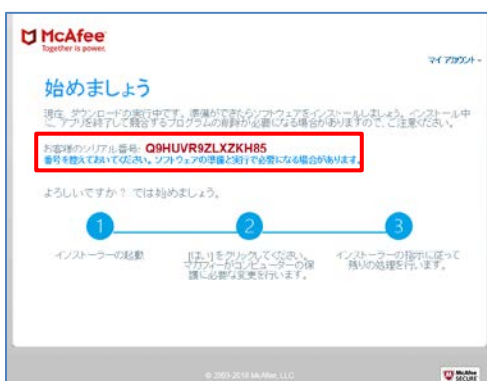 McAfee
Together is power.
マイ アカウント
始めましょう
現在、ダウンロードの実行中です。準備ができたらソフトウェアをインストールしましょう。インストール中
に、アプリを終了して競合するプログラムの削除が必要になる場合がありますので、ご注意ください。
お客様のシリアル番号: Q9HUVR9ZLXZKH85
番号を控えておいてください。ソフトウェアの準備と実行で必要になる場合があります。
よろしいですか? では始めましょう。
1 2 3
インストーラーの起動
[はい] をクリックしてください。
マカフィーがコンピューターの保
護に必要な変更を行います。
インストーラーの指示に従って
残りの処理を行います。
© 2003-2018 McAfee, LLC
McAfee
SECURE